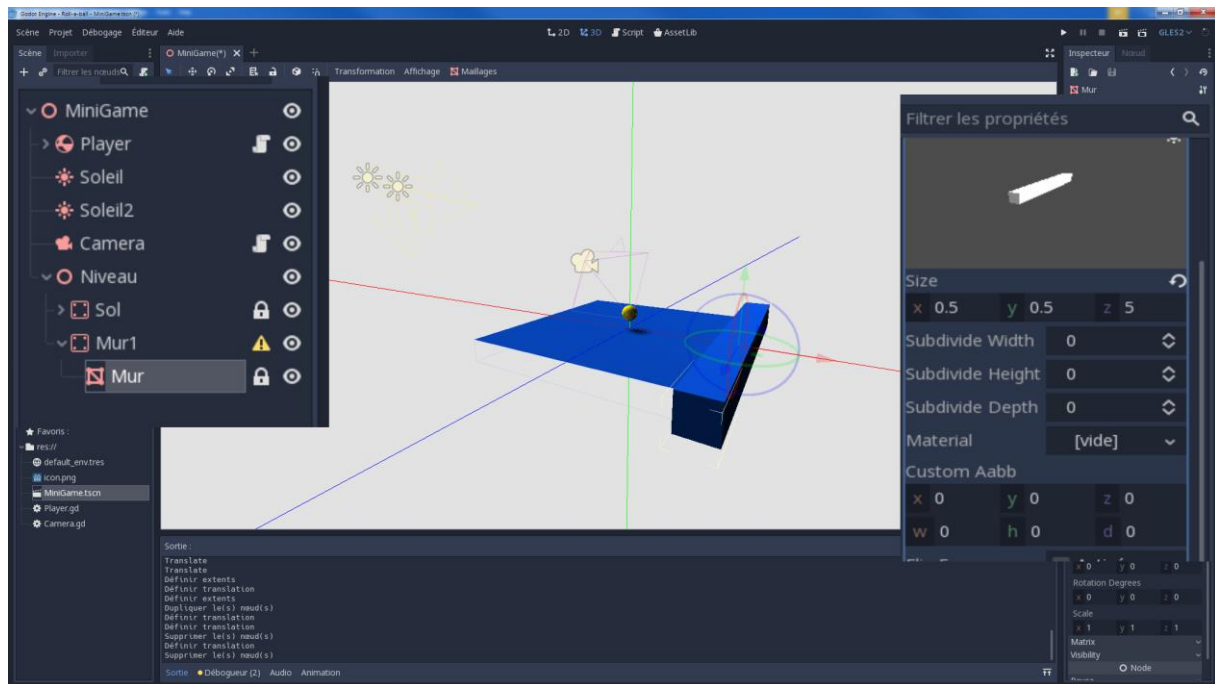 Godot Engine - Roll-a-ball - MiniGame.tscn (*)
Scène Projet Débogage Éditeur Aide
2D 3D Script AssetLib
GLES2
Scène Importer
MiniGame(*) X +
Inspecteur Nœud
Filtrer les nœuds
Transformation Affichage Maillages
Mur
MiniGame
Player
Soleil
Soleil2
Camera
Niveau
Sol
Mur1
Mur
Filtrer les propriétés
Size
x 0.5 y 0.5 z 5
Subdivide Width 0
Subdivide Height 0
Subdivide Depth 0
Material [vide]
Custom Aabb
x 0 y 0 z 0
w 0 h 0 d 0
Favoris :
res://
default_env.tres
icon.png
MiniGame.tscn
Player.gd
Camera.gd
Sortie :
Translate
Translate
Définir extents
Définir translation
Définir extents
Dupliquer le(s) nœud(s)
Définir translation
Définir translation
Supprimer le(s) nœud(s)
Définir translation
Supprimer le(s) nœud(s)
Sortie Débogueur (2) Audio Animation
x 0 y 0 z 0
Rotation Degrees
x 0 y 0 z 0
Scale
x 1 y 1 z 1
Matrix
Visibility
Node